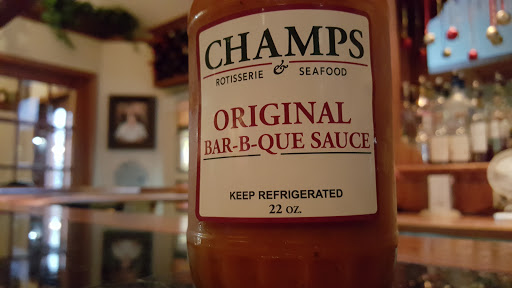 CHAMPS
ROTISSERIE & SEAFOOD
ORIGINAL
BAR-B-QUE SAUCE
KEEP REFRIGERATED
22 oz.